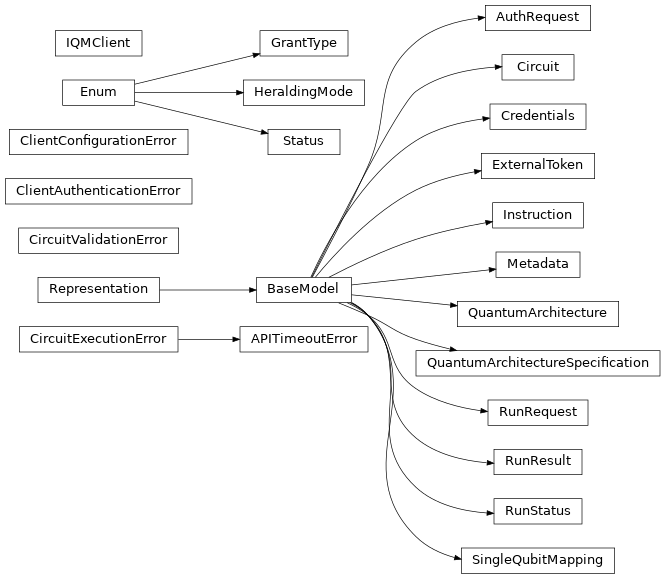 IQMClient
Enum
ClientConfigurationError
ClientAuthenticationError
CircuitValidationError
Representation
CircuitExecutionError
GrantType
HeraldingMode
Status
BaseModel
APITimeoutError
AuthRequest
Circuit
Credentials
ExternalToken
Instruction
Metadata
QuantumArchitecture
QuantumArchitectureSpecification
RunRequest
RunResult
RunStatus
SingleQubitMapping